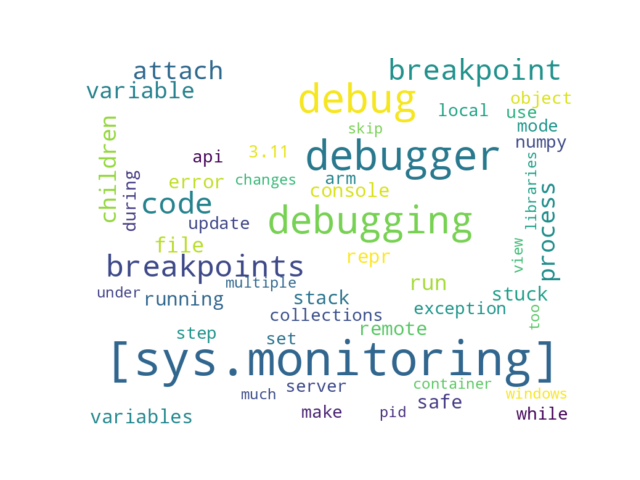 attach
breakpoint
variable
debug
object
local
use
skip
mode
children
debugger
numpy
api
3.11
libraries
during
error
changes
arm
console
process
code
debugging
update
file
repr
view
breakpoints
multiple
run
under
running
stack
stuck
collections
exception
too
step
set
remote
[sys.monitoring]
server
container
much
safe
windows
variables
make
pid
while